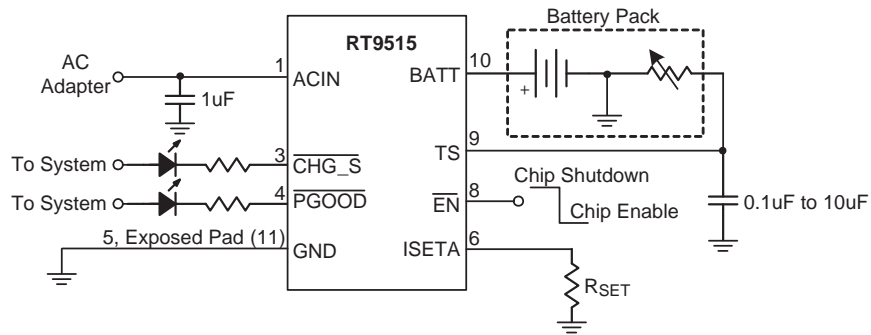 Battery Pack
RT9515
AC
Adapter
1
ACIN
1uF
10
BATT
+
9
TS
To System
3
CHG_S
To System
4
PGOOD
8
EN
Chip Shutdown
Chip Enable
0.1uF to 10uF
5, Exposed Pad (11)
GND
6
ISETA
RSET